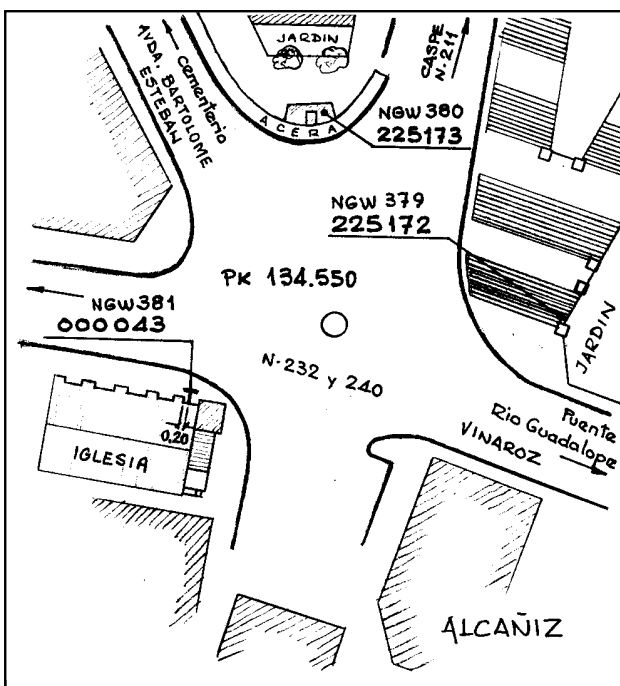 JARDIN
AVDA. BARTOLOME
ESTEBAN
cementerio
CASPE
N-211
ACERA
NGW 380
225173
NGW 379
225172
PK 134.550
NGW381
000043
N-232 y 240
JARDIN
0,20
IGLESIA
Puente
Rio Guadalope
VINAROZ
ALCAÑIZ